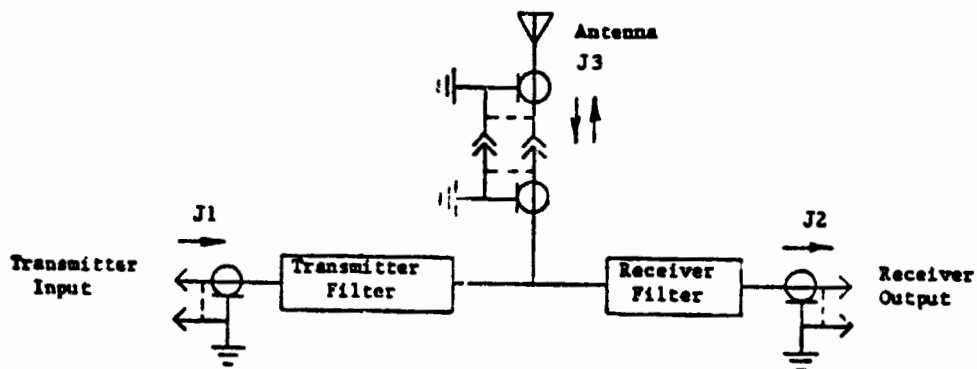 Antenna
J3
J1
J2
Transmitter
Input
Transmitter
Filter
Receiver
Filter
Receiver
Output